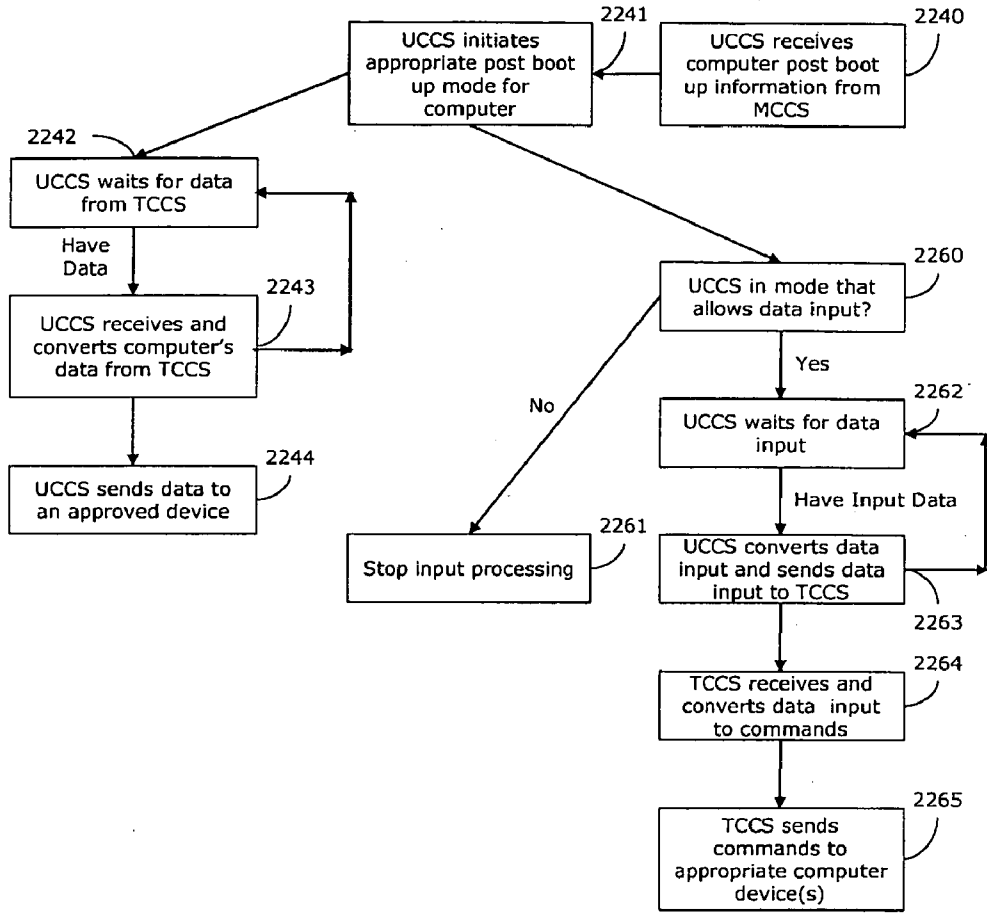 2241
2240
UCCS initiates
appropriate post boot
up mode for
computer
UCCS receives
computer post boot
up information from
MCCS
2242
UCCS waits for data
from TCCS
Have
Data
2243
UCCS receives and
converts computer's
data from TCCS
2244
UCCS sends data to
an approved device
2260
UCCS in mode that
allows data input?
Yes
No
2262
UCCS waits for data
input
Have Input Data
2261
Stop input processing
UCCS converts data
input and sends data
input to TCCS
2263
2264
TCCS receives and
converts data input
to commands
2265
TCCS sends
commands to
appropriate computer
device(s)